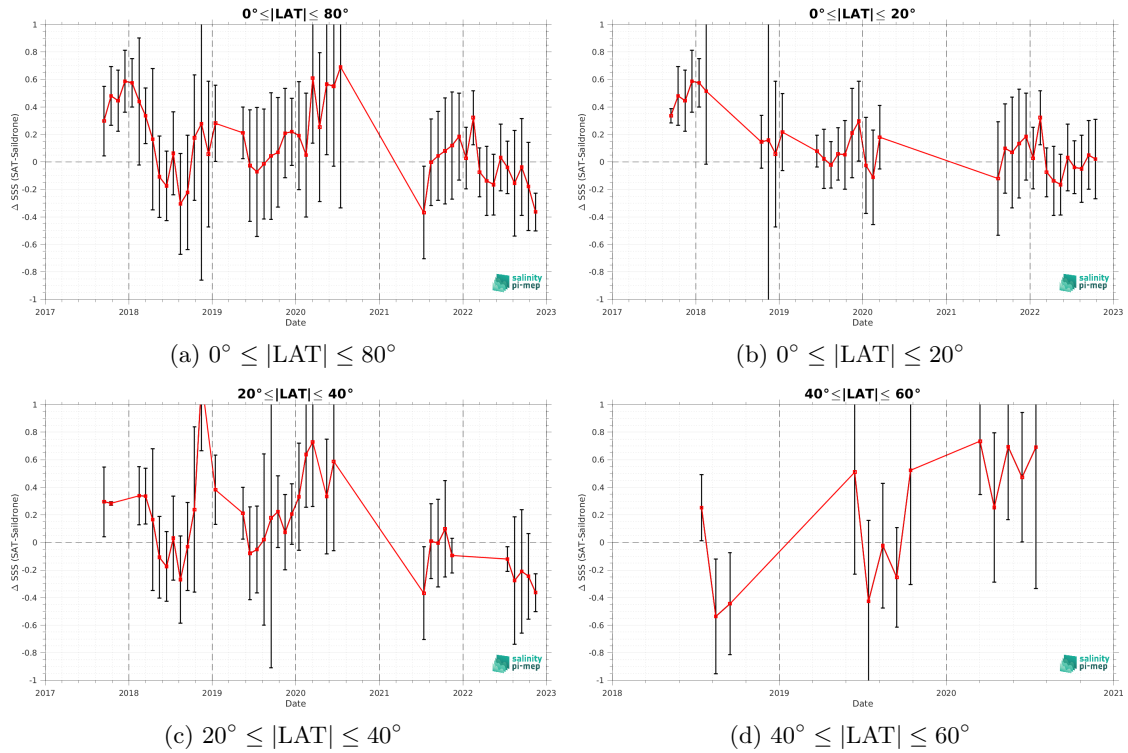 0°≤|LAT|≤ 80°
1
0.8
0.6
0.4
0.2
0
-0.2
-0.4
-0.6
-0.8
-1
Δ SSS (SAT-Saildrone)
2017 2018 2019 2020 2021 2022 2023
Date
salinity
pi-mep
(a) 0° ≤ |LAT| ≤ 80°
0°≤|LAT|≤ 20°
1
0.8
0.6
0.4
0.2
0
-0.2
-0.4
-0.6
-0.8
-1
Δ SSS (SAT-Saildrone)
2017 2018 2019 2020 2021 2022 2023
Date
salinity
pi-mep
(b) 0° ≤ |LAT| ≤ 20°
20°≤|LAT|≤ 40°
1
0.8
0.6
0.4
0.2
0
-0.2
-0.4
-0.6
-0.8
-1
Δ SSS (SAT-Saildrone)
2017 2018 2019 2020 2021 2022 2023
Date
salinity
pi-mep
(c) 20° ≤ |LAT| ≤ 40°
40°≤|LAT|≤ 60°
1
0.8
0.6
0.4
0.2
0
-0.2
-0.4
-0.6
-0.8
-1
Δ SSS (SAT-Saildrone)
2018 2019 2020 2021
Date
salinity
pi-mep
(d) 40° ≤ |LAT| ≤ 60°